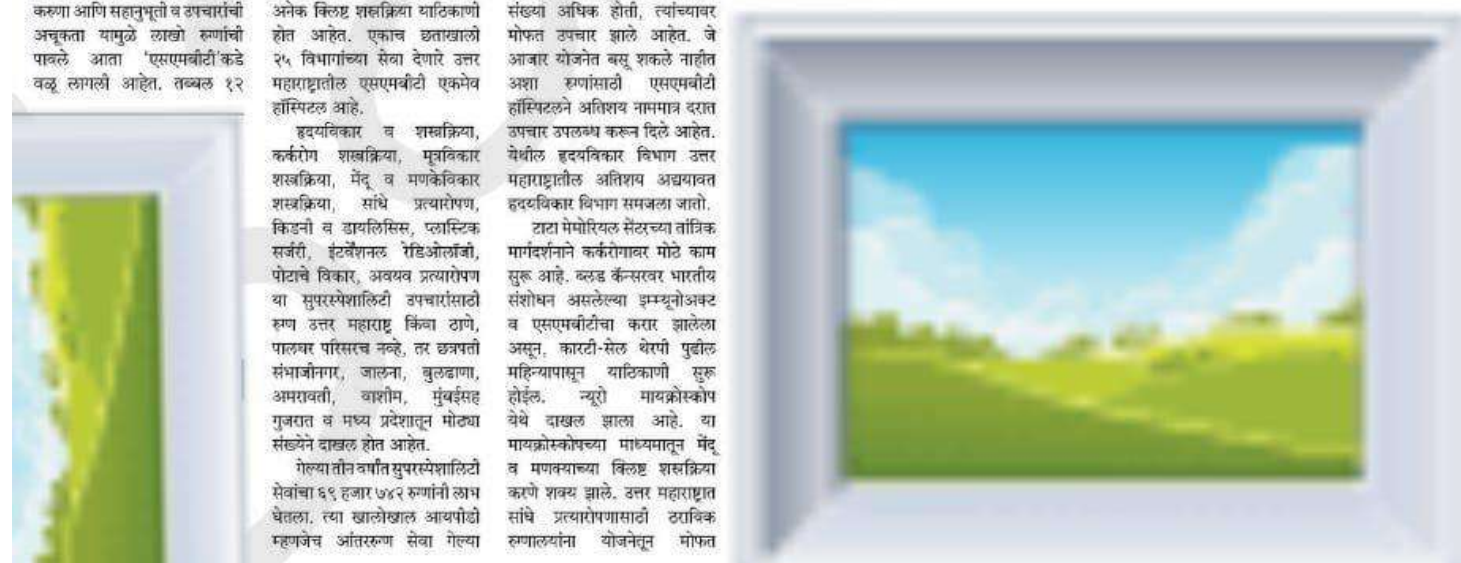 करुणा आणि सहानुभूती व उपचारांची
अचूकता यामुळे लाखो रुग्णांची
पावले आता 'एसएमबीटी'कडे
वळू लागली आहेत. तब्बल १२
अनेक क्लिष्ट शस्त्रक्रिया याठिकाणी
होत आहेत. एकाच छताखाली
२५ विभागांच्या सेवा देणारे उत्तर
महाराष्ट्रातील एसएमबीटी एकमेव
हॉस्पिटल आहे.
हृदयविकार व शस्त्रक्रिया,
कर्करोग शस्त्रक्रिया, मूत्रविकार
शस्त्रक्रिया, मेंदू व मणकेविकार
शस्त्रक्रिया, सांधे प्रत्यारोपण,
किडनी व डायलिसिस, प्लास्टिक
सर्जरी, इंटर्वेंशनल रेडिओलॉजी,
पोटाचे विकार, अवयव प्रत्यारोपण
या सुपरस्पेशालिटी उपचारांसाठी
रुग्ण उत्तर महाराष्ट्र किंवा ठाणे,
पालघर परिसरच नव्हे, तर छत्रपती
संभाजीनगर, जालना, बुलढाणा,
अमरावती, वाशीम, मुंबईसह
गुजरात व मध्य प्रदेशातून मोठ्या
संख्येने दाखल होत आहेत.
गेल्या तीन वर्षांत सुपरस्पेशालिटी
सेवांचा ६९ हजार ७४२ रुग्णांनी लाभ
घेतला. त्या खालोखाल आयपीडी
म्हणजेच आंतररुग्ण सेवा गेल्या
संख्या अधिक होती, त्यांच्यावर
मोफत उपचार झाले आहेत. जे
आजार योजनेत बसू शकले नाहीत
अशा रुग्णांसाठी एसएमबीटी
हॉस्पिटलने अतिशय नाममात्र दरात
उपचार उपलब्ध करून दिले आहेत.
येथील हृदयविकार विभाग उत्तर
महाराष्ट्रातील अतिशय अद्ययावत
हृदयविकार विभाग समजला जातो.
टाटा मेमोरियल सेंटरच्या तांत्रिक
मार्गदर्शनाने कर्करोगावर मोठे काम
सुरू आहे. ब्लड कॅन्सरवर भारतीय
संशोधन असलेल्या इम्म्यूनोअक्ट
व एसएमबीटीचा करार झालेला
असून, कारटी-सेल थेरपी पुढील
महिन्यापासून याठिकाणी सुरू
होईल. न्यूरो मायक्रोस्कोप
येथे दाखल झाला आहे. या
मायक्रोस्कोपच्या माध्यमातून मेंदू
व मणक्याच्या क्लिष्ट शस्त्रक्रिया
करणे शक्य झाले. उत्तर महाराष्ट्रात
सांधे प्रत्यारोपणासाठी ठराविक
रुग्णालयांना योजनेतून मोफत